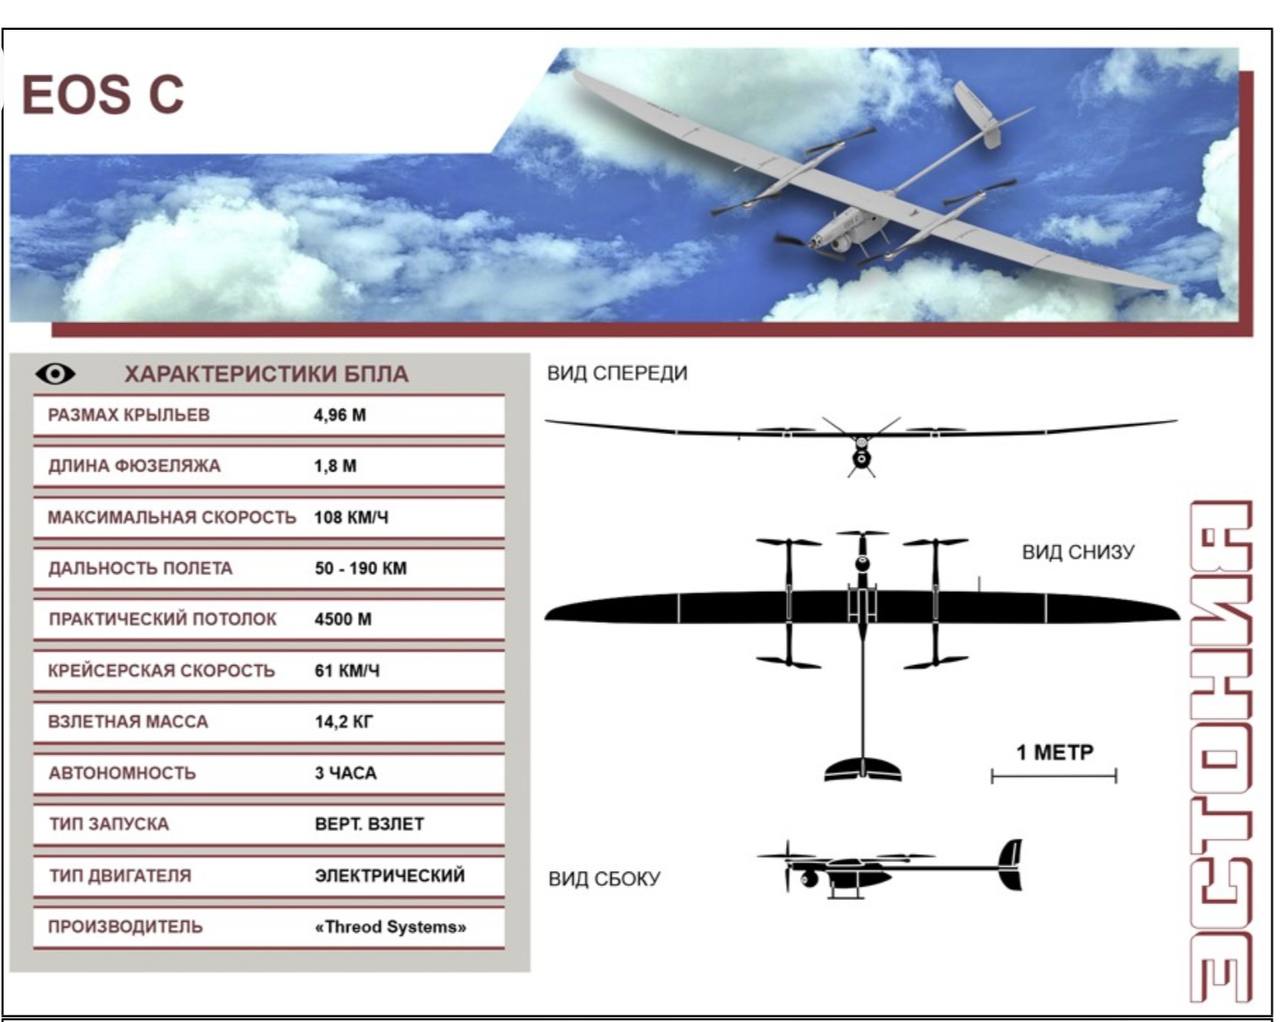 EOS C
ХАРАКТЕРИСТИКИ БПЛА
РАЗМАХ КРЫЛЬЕВ 4,96 М
ДЛИНА ФЮЗЕЛЯЖА 1,8 М
МАКСИМАЛЬНАЯ СКОРОСТЬ 108 КМ/Ч
ДАЛЬНОСТЬ ПОЛЕТА 50 - 190 КМ
ПРАКТИЧЕСКИЙ ПОТОЛОК 4500 М
КРЕЙСЕРСКАЯ СКОРОСТЬ 61 КМ/Ч
ВЗЛЕТНАЯ МАССА 14,2 КГ
АВТОНОМНОСТЬ 3 ЧАСА
ТИП ЗАПУСКА ВЕРТ. ВЗЛЕТ
ТИП ДВИГАТЕЛЯ ЭЛЕКТРИЧЕСКИЙ
ПРОИЗВОДИТЕЛЬ «Threod Systems»
ВИД СПЕРЕДИ
ВИД СНИЗУ
1 МЕТР
ВИД СБОКУ
ЭСТОНИЯ